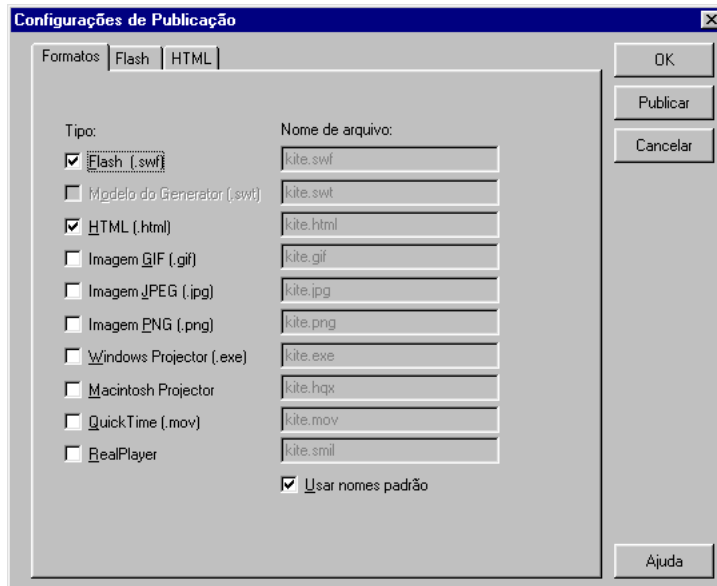 Configurações de Publicação
Formatos Flash HTML
OK
Publicar
Cancelar
Tipo: Nome de arquivo:
Flash (.swf) kite.swf
Modelo do Generator (.swt) kite.swt
HTML (.html) kite.html
Imagem GIF (.gif) kite.gif
Imagem JPEG (.jpg) kite.jpg
Imagem PNG (.png) kite.png
Windows Projector (.exe) kite.exe
Macintosh Projector kite.hqx
QuickTime (.mov) kite.mov
RealPlayer kite.smil
Usar nomes padrão
Ajuda